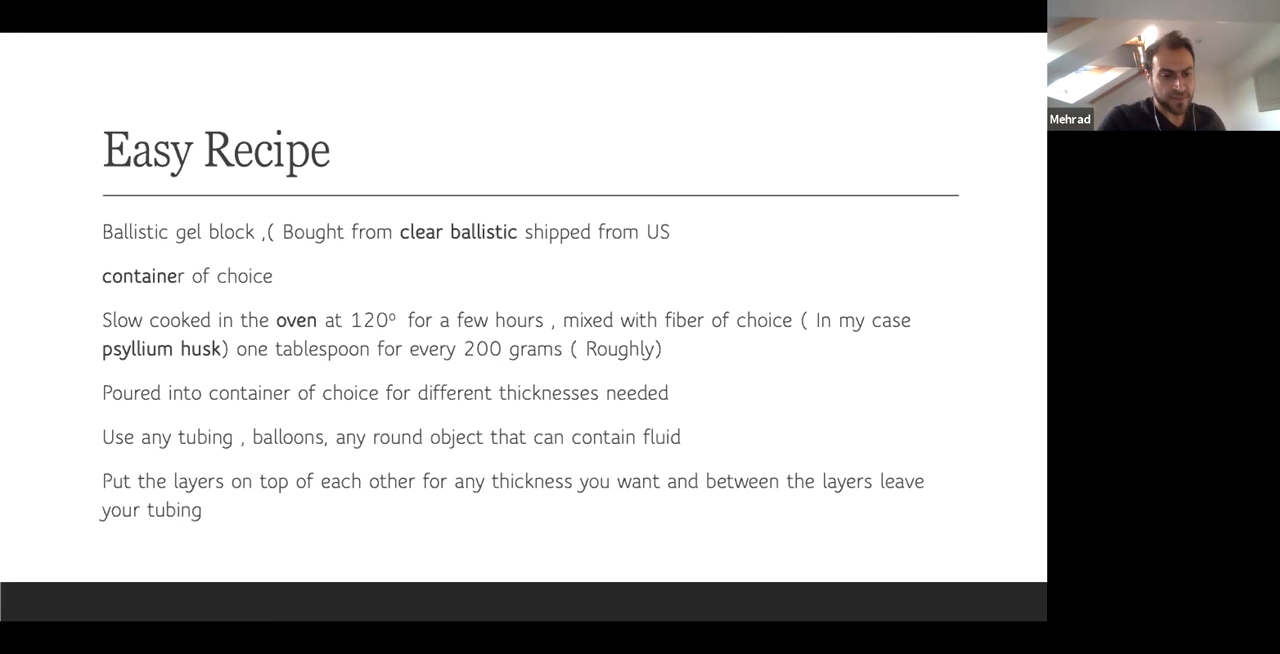 Easy Recipe
Ballistic gel block ,( Bought from clear ballistic shipped from US
container of choice
Slow cooked in the oven at 120º for a few hours , mixed with fiber of choice ( In my case
psyllium husk) one tablespoon for every 200 grams ( Roughly)
Poured into container of choice for different thicknesses needed
Use any tubing , balloons, any round object that can contain fluid
Put the layers on top of each other for any thickness you want and between the layers leave
your tubing
Mehrad